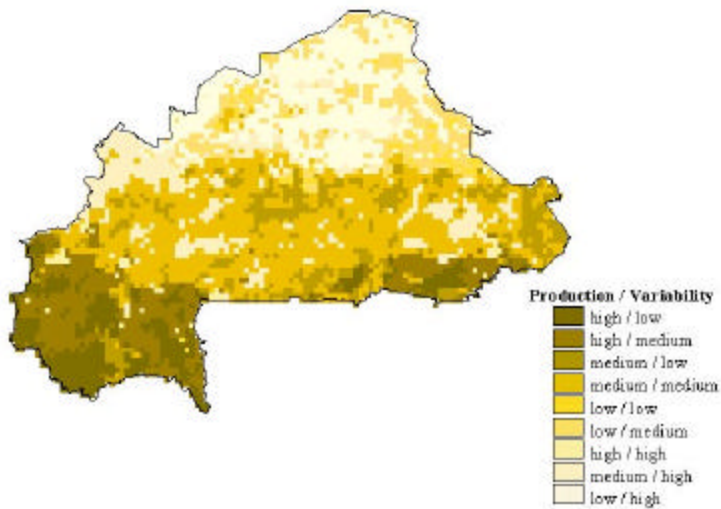 Production / Variability
high / low
high / medium
medium / low
medium / medium
low / low
low / medium
high / high
medium / high
low / high